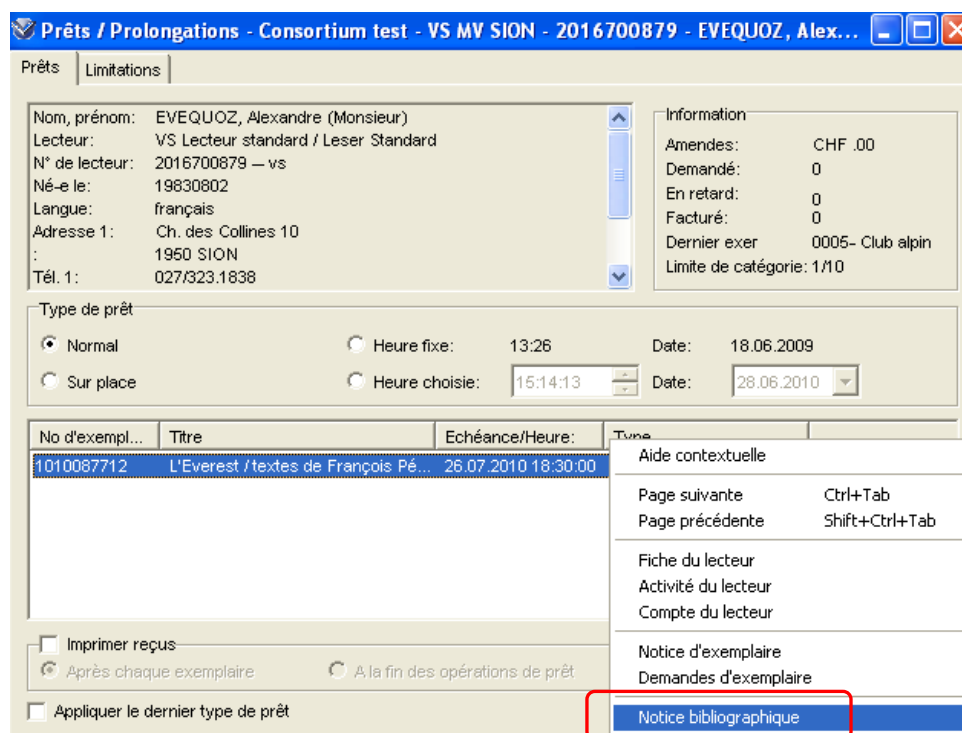 Prêts / Prolongations - Consortium test - VS MV SION - 2016700879 - EVEQUOZ, Alex...
Prêts Limitations
Nom, prénom: EVEQUOZ, Alexandre (Monsieur)
Lecteur: VS Lecteur standard / Leser Standard
N° de lecteur: 2016700879 -- vs
Né-e le: 19830802
Langue: français
Adresse 1: Ch. des Collines 10
: 1950 SION
Tél. 1: 027/323.1838
Information
Amendes: CHF .00
Demandé: 0
En retard: 0
Facturé: 0
Dernier exer 0005- Club alpin
Limite de catégorie: 1/10
Type de prêt
Normal Heure fixe: 13:26 Date: 18.06.2009
Sur place Heure choisie: 15:14:13 Date: 28.06.2010
No d'exempl... Titre Echéance/Heure: Type
1010087712 L'Everest / textes de François Pé... 26.07.2010 18:30:00
Aide contextuelle
Page suivante Ctrl+Tab
Page précédente Shift+Ctrl+Tab
Fiche du lecteur
Activité du lecteur
Compte du lecteur
Notice d'exemplaire
Demandes d'exemplaire
Notice bibliographique
Imprimer reçus
Après chaque exemplaire A la fin des opérations de prêt
Appliquer le dernier type de prêt